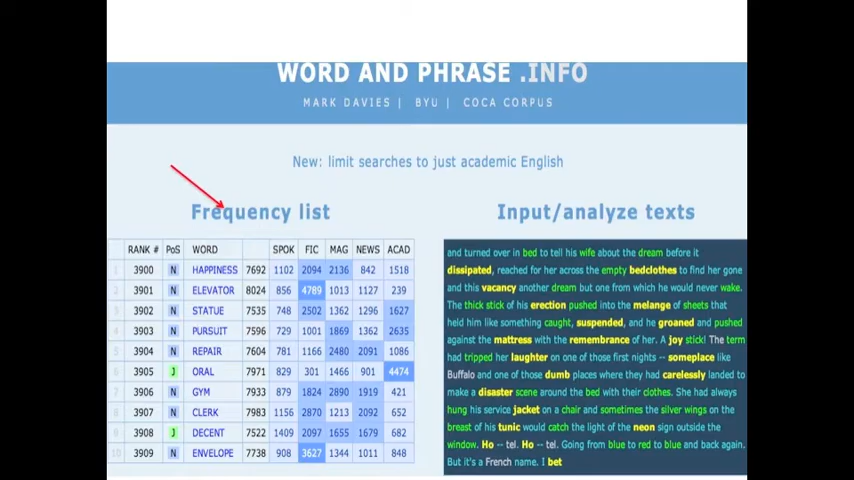 WORD AND PHRASE .INFO
MARK DAVIES | BYU | COCA CORPUS
New: limit searches to just academic English
Frequency list
RANK # PoS WORD SPOK FIC MAG NEWS ACAD
1 3900 N HAPPINESS 7692 1102 2094 2136 842 1518
2 3901 N ELEVATOR 8024 856 4789 1013 1127 239
3 3902 N STATUE 7535 748 2502 1362 1296 1627
4 3903 N PURSUIT 7596 729 1001 1869 1362 2635
5 3904 N REPAIR 7604 781 1166 2480 2091 1086
6 3905 J ORAL 7971 829 301 1466 901 4474
7 3906 N GYM 7933 879 1824 2890 1919 421
8 3907 N CLERK 7983 1156 2870 1213 2092 652
9 3908 J DECENT 7522 1409 2097 1655 1679 682
10 3909 N ENVELOPE 7738 908 3627 1344 1011 848
Input/analyze texts
and turned over in bed to tell his wife about the dream before it
dissipated, reached for her across the empty bedclothes to find her gone
and this vacancy another dream but one from which he would never wake.
The thick stick of his erection pushed into the melange of sheets that
held him like something caught, suspended, and he groaned and pushed
against the mattress with the remembrance of her. A joy stick! The term
had tripped her laughter on one of those first nights -- someplace like
Buffalo and one of those dumb places where they had carelessly landed to
make a disaster scene around the bed with their clothes. She had always
hung his service jacket on a chair and sometimes the silver wings on the
breast of his tunic would catch the light of the neon sign outside the
window. Ho -- tel. Ho -- tel. Going from blue to red to blue and back again.
But it's a French name. I bet